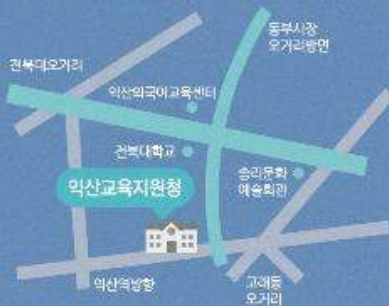 동부시장
오거리방면
전북대오거리
익산외국어교육센터
전북대학교
솜리문화
예술회관
익산교육지원청
익산역방향
고래등
오거리